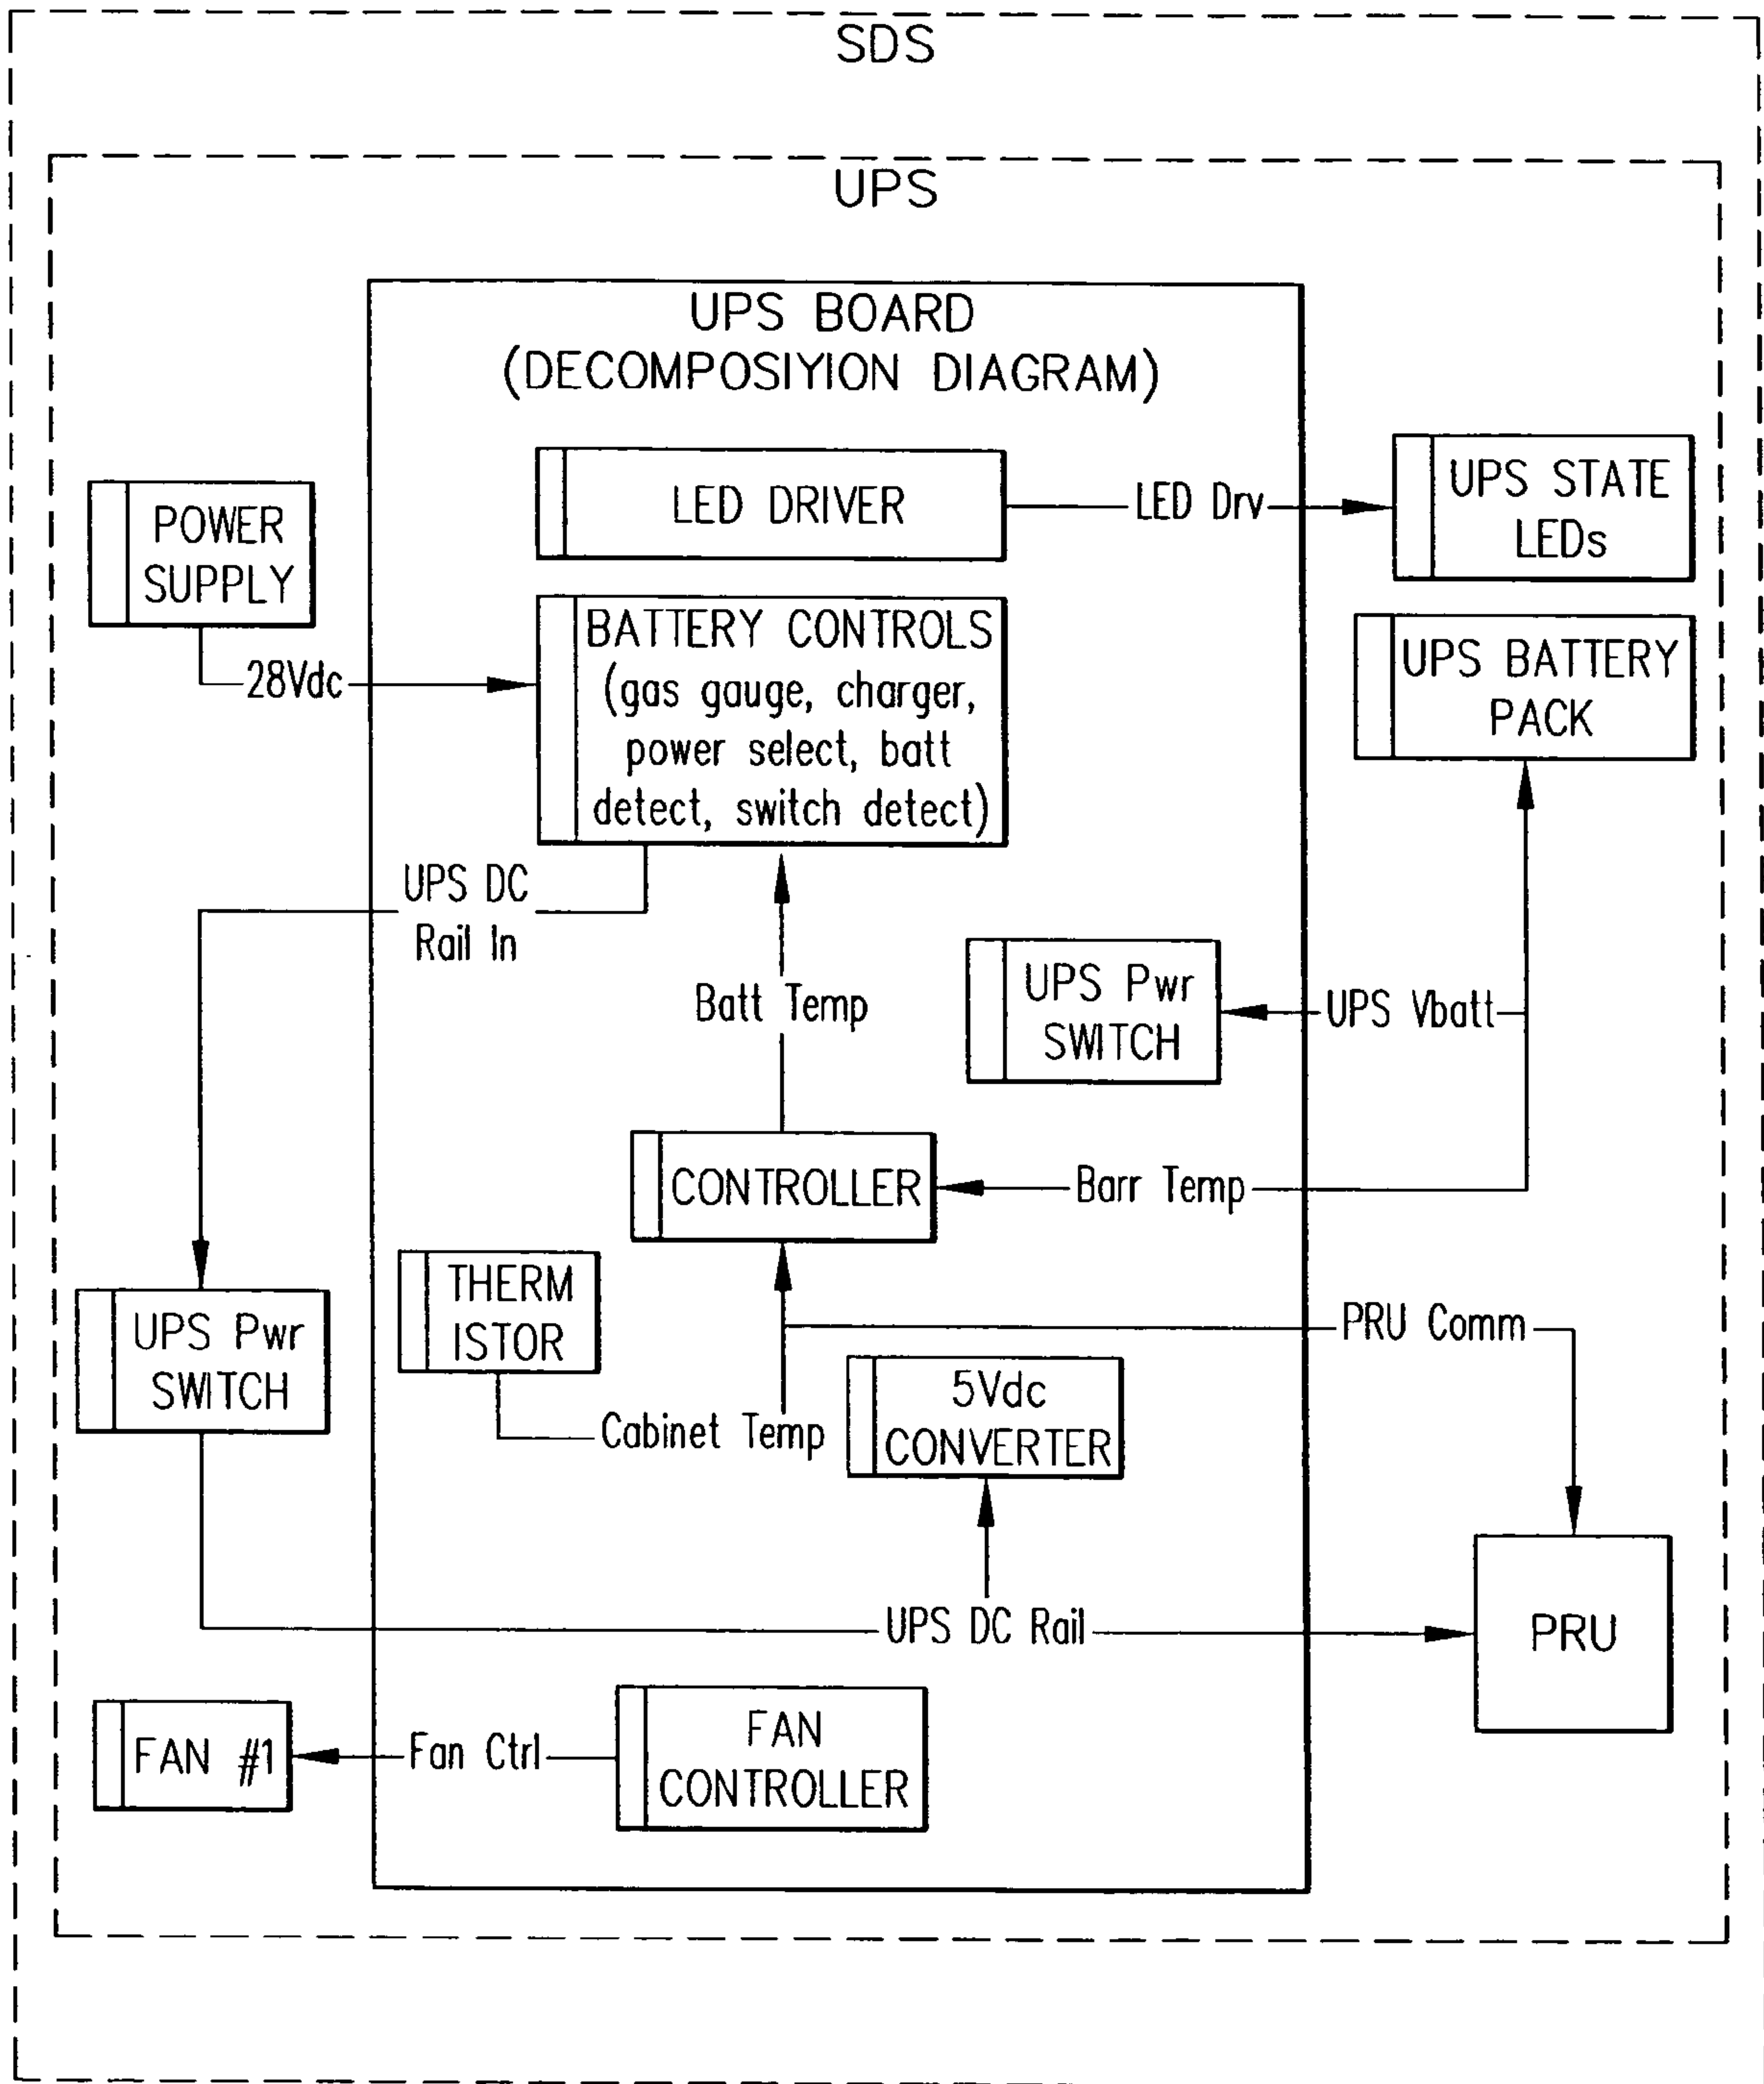 SDS
UPS
UPS BOARD
(DECOMPOSIYION DIAGRAM)
LED DRIVER
LED Drv
UPS STATE
LEDs
POWER
SUPPLY
28Vdc
BATTERY CONTROLS
(gas gauge, charger,
power select, batt
detect, switch detect)
UPS BATTERY
PACK
UPS DC
Rail In
Batt Temp
UPS Pwr
SWITCH
UPS Vbatt
CONTROLLER
Barr Temp
THERM
ISTOR
UPS Pwr
SWITCH
PRU Comm
Cabinet Temp
5Vdc
CONVERTER
UPS DC Rail
PRU
FAN #1
Fan Ctrl
FAN
CONTROLLER